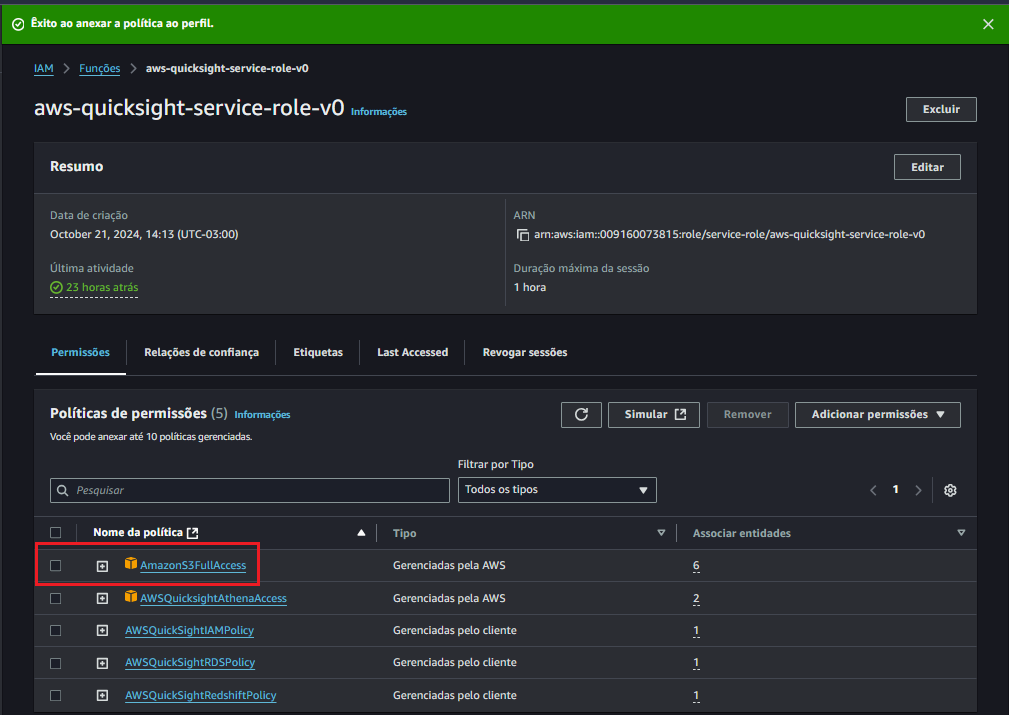 Êxito ao anexar a política ao perfil.
IAM > Funções > aws-quicksight-service-role-v0
aws-quicksight-service-role-v0 Informações
Excluir
Resumo
Editar
Data de criação
October 21, 2024, 14:13 (UTC-03:00)
ARN
arn:aws:iam::009160073815:role/service-role/aws-quicksight-service-role-v0
Última atividade
23 horas atrás
Duração máxima da sessão
1 hora
Permissões Relações de confiança Etiquetas Last Accessed Revogar sessões
Políticas de permissões (5) Informações
Você pode anexar até 10 políticas gerenciadas.
Simular Remover Adicionar permissões
Filtrar por Tipo
Pesquisar Todos os tipos 1
Nome da política Tipo Associar entidades
AmazonS3FullAccess Gerenciadas pela AWS 6
AWSQuicksightAthenaAccess Gerenciadas pela AWS 2
AWSQuickSightIAMPolicy Gerenciadas pelo cliente 1
AWSQuickSightRDSPolicy Gerenciadas pelo cliente 1
AWSQuickSightRedshiftPolicy Gerenciadas pelo cliente 1